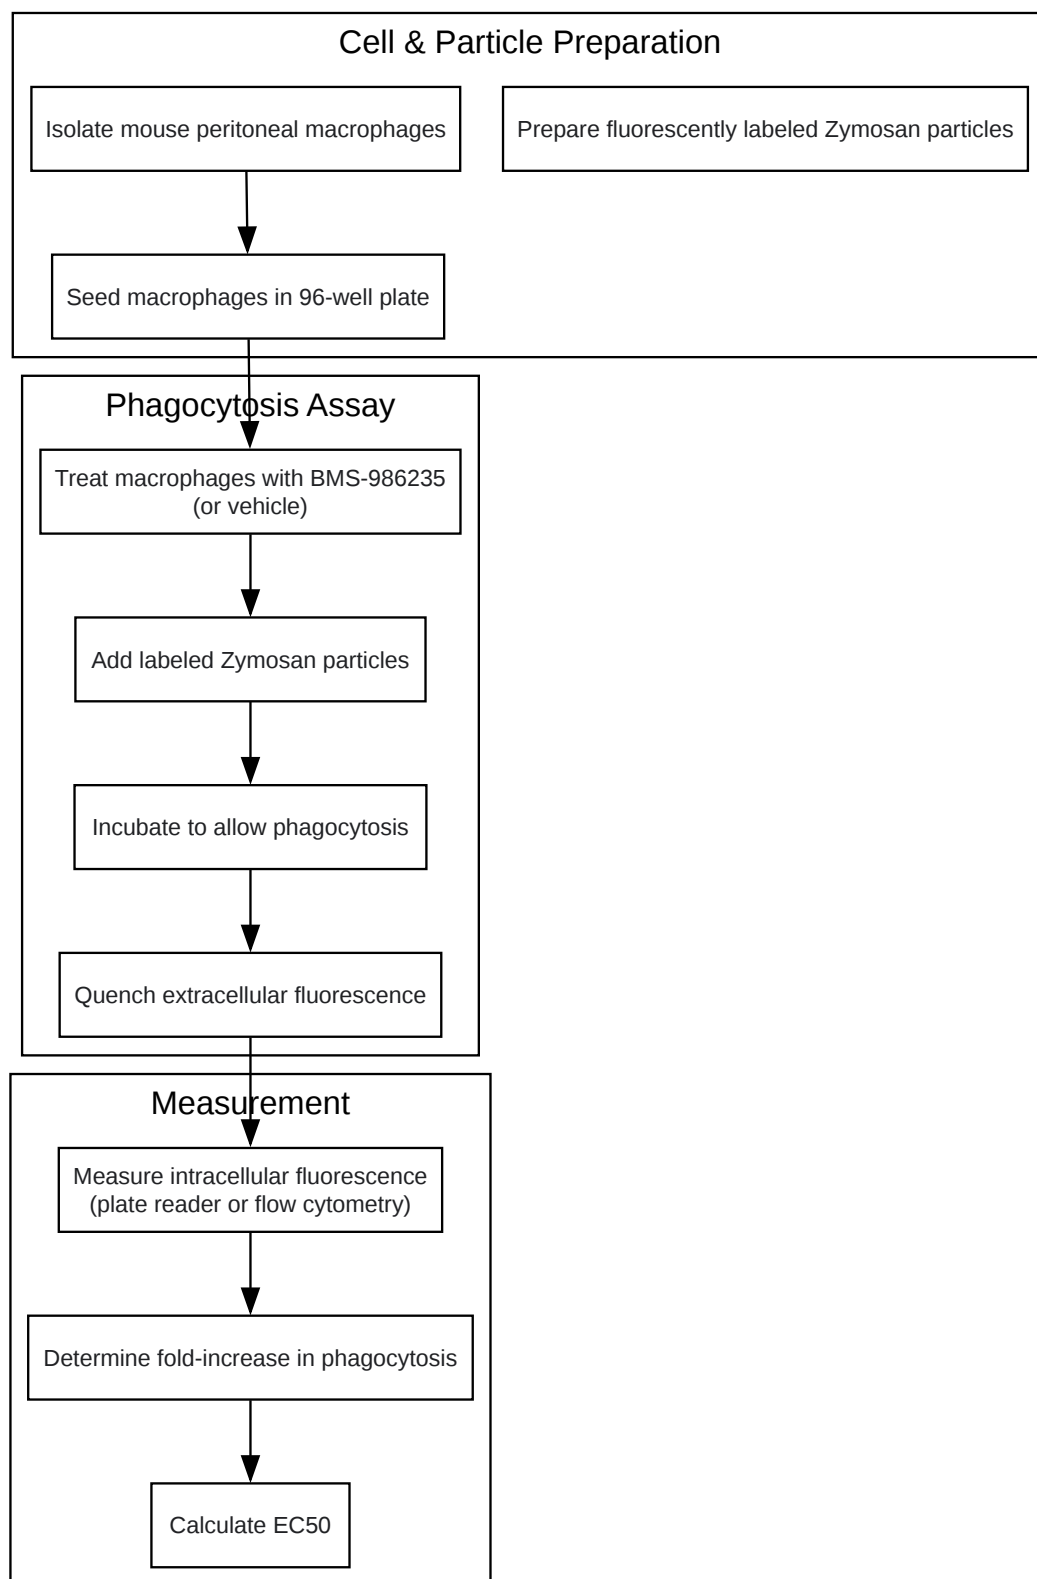 Cell & Particle Preparation
Isolate mouse peritoneal macrophages
Prepare fluorescently labeled Zymosan particles
Seed macrophages in 96-well plate
Phagocytosis Assay
Treat macrophages with BMS-986235
(or vehicle)
Add labeled Zymosan particles
Incubate to allow phagocytosis
Quench extracellular fluorescence
Measurement
Measure intracellular fluorescence
(plate reader or flow cytometry)
Determine fold-increase in phagocytosis
Calculate EC50